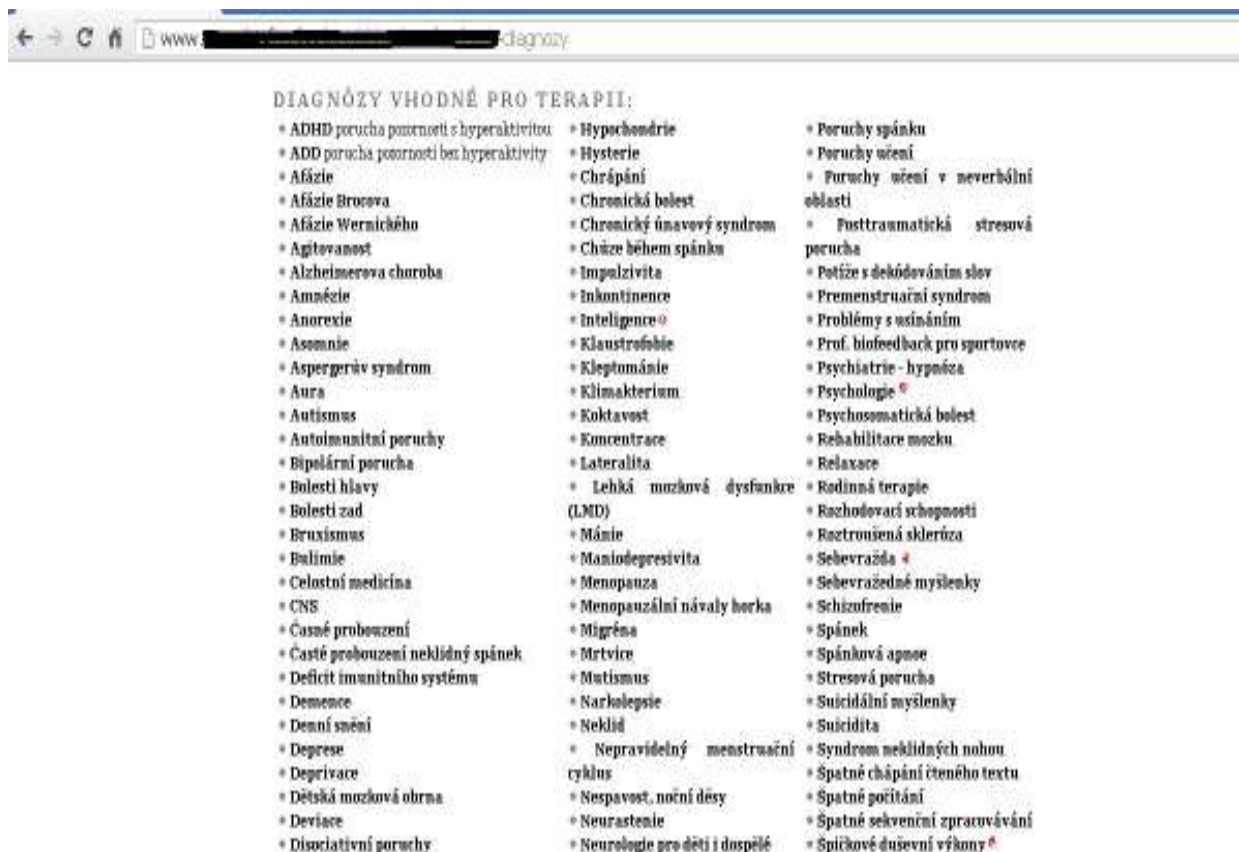 www.
diagnozy
DIAGNÓZY VHODNÉ PRO TERAPII:
ADHD porucha pozornosti s hyperaktivitou
ADD porucha pozornosti bez hyperaktivity
Afázie
Afázie Brocova
Afázie Wernického
Agitovanost
Alzheimerova choroba
Amnézie
Anorexie
Asomnie
Aspergerův syndrom
Aura
Autismus
Autoimunitní poruchy
Bipolární porucha
Bolesti hlavy
Bolesti zad
Bruxismus
Bulimie
Celostní medicína
CNS
Časné probouzení
Časté probouzení neklidný spánek
Deficit imunitního systému
Demence
Denní snění
Deprese
Deprivace
Dětská mozková obrna
Deviace
Disociativní poruchy
Hypochondrie
Hysterie
Chrápání
Chronická bolest
Chronický únavový syndrom
Chůze během spánku
Impulzivita
Inkontinence
Inteligence
Klaustrofobie
Kleptománie
Klimakterium
Koktavost
Koncentrace
Lateralita
Lehká mozková dysfunkce
(LMD)
Mánie
Maniodepresivita
Menopauza
Menopauzální návaly horka
Migréna
Mrtvice
Mutismus
Narkolepsie
Neklid
Nepravidelný menstruační
cyklus
Nespavost, noční děsy
Neurastenie
Neurologie pro děti i dospělé
Poruchy spánku
Poruchy učení
Poruchy učení v neverbální
oblasti
Posttraumatická stresová
porucha
Potíže s dekódováním slov
Premenstruační syndrom
Problémy s usínáním
Prof. biofeedback pro sportovce
Psychiatrie - hypnóza
Psychologie
Psychosomatická bolest
Rehabilitace mozku
Relaxace
Rodinná terapie
Rozhodovací schopnosti
Roztroušená skleróza
Sebevražda
Sebevražedné myšlenky
Schizofrenie
Spánek
Spánková apnoe
Stresová porucha
Suicidální myšlenky
Suicidita
Syndrom neklidných nohou
Špatné chápání čteného textu
Špatné počítání
Špatné sekvenční zpracovávání
Špičkové duševní výkony